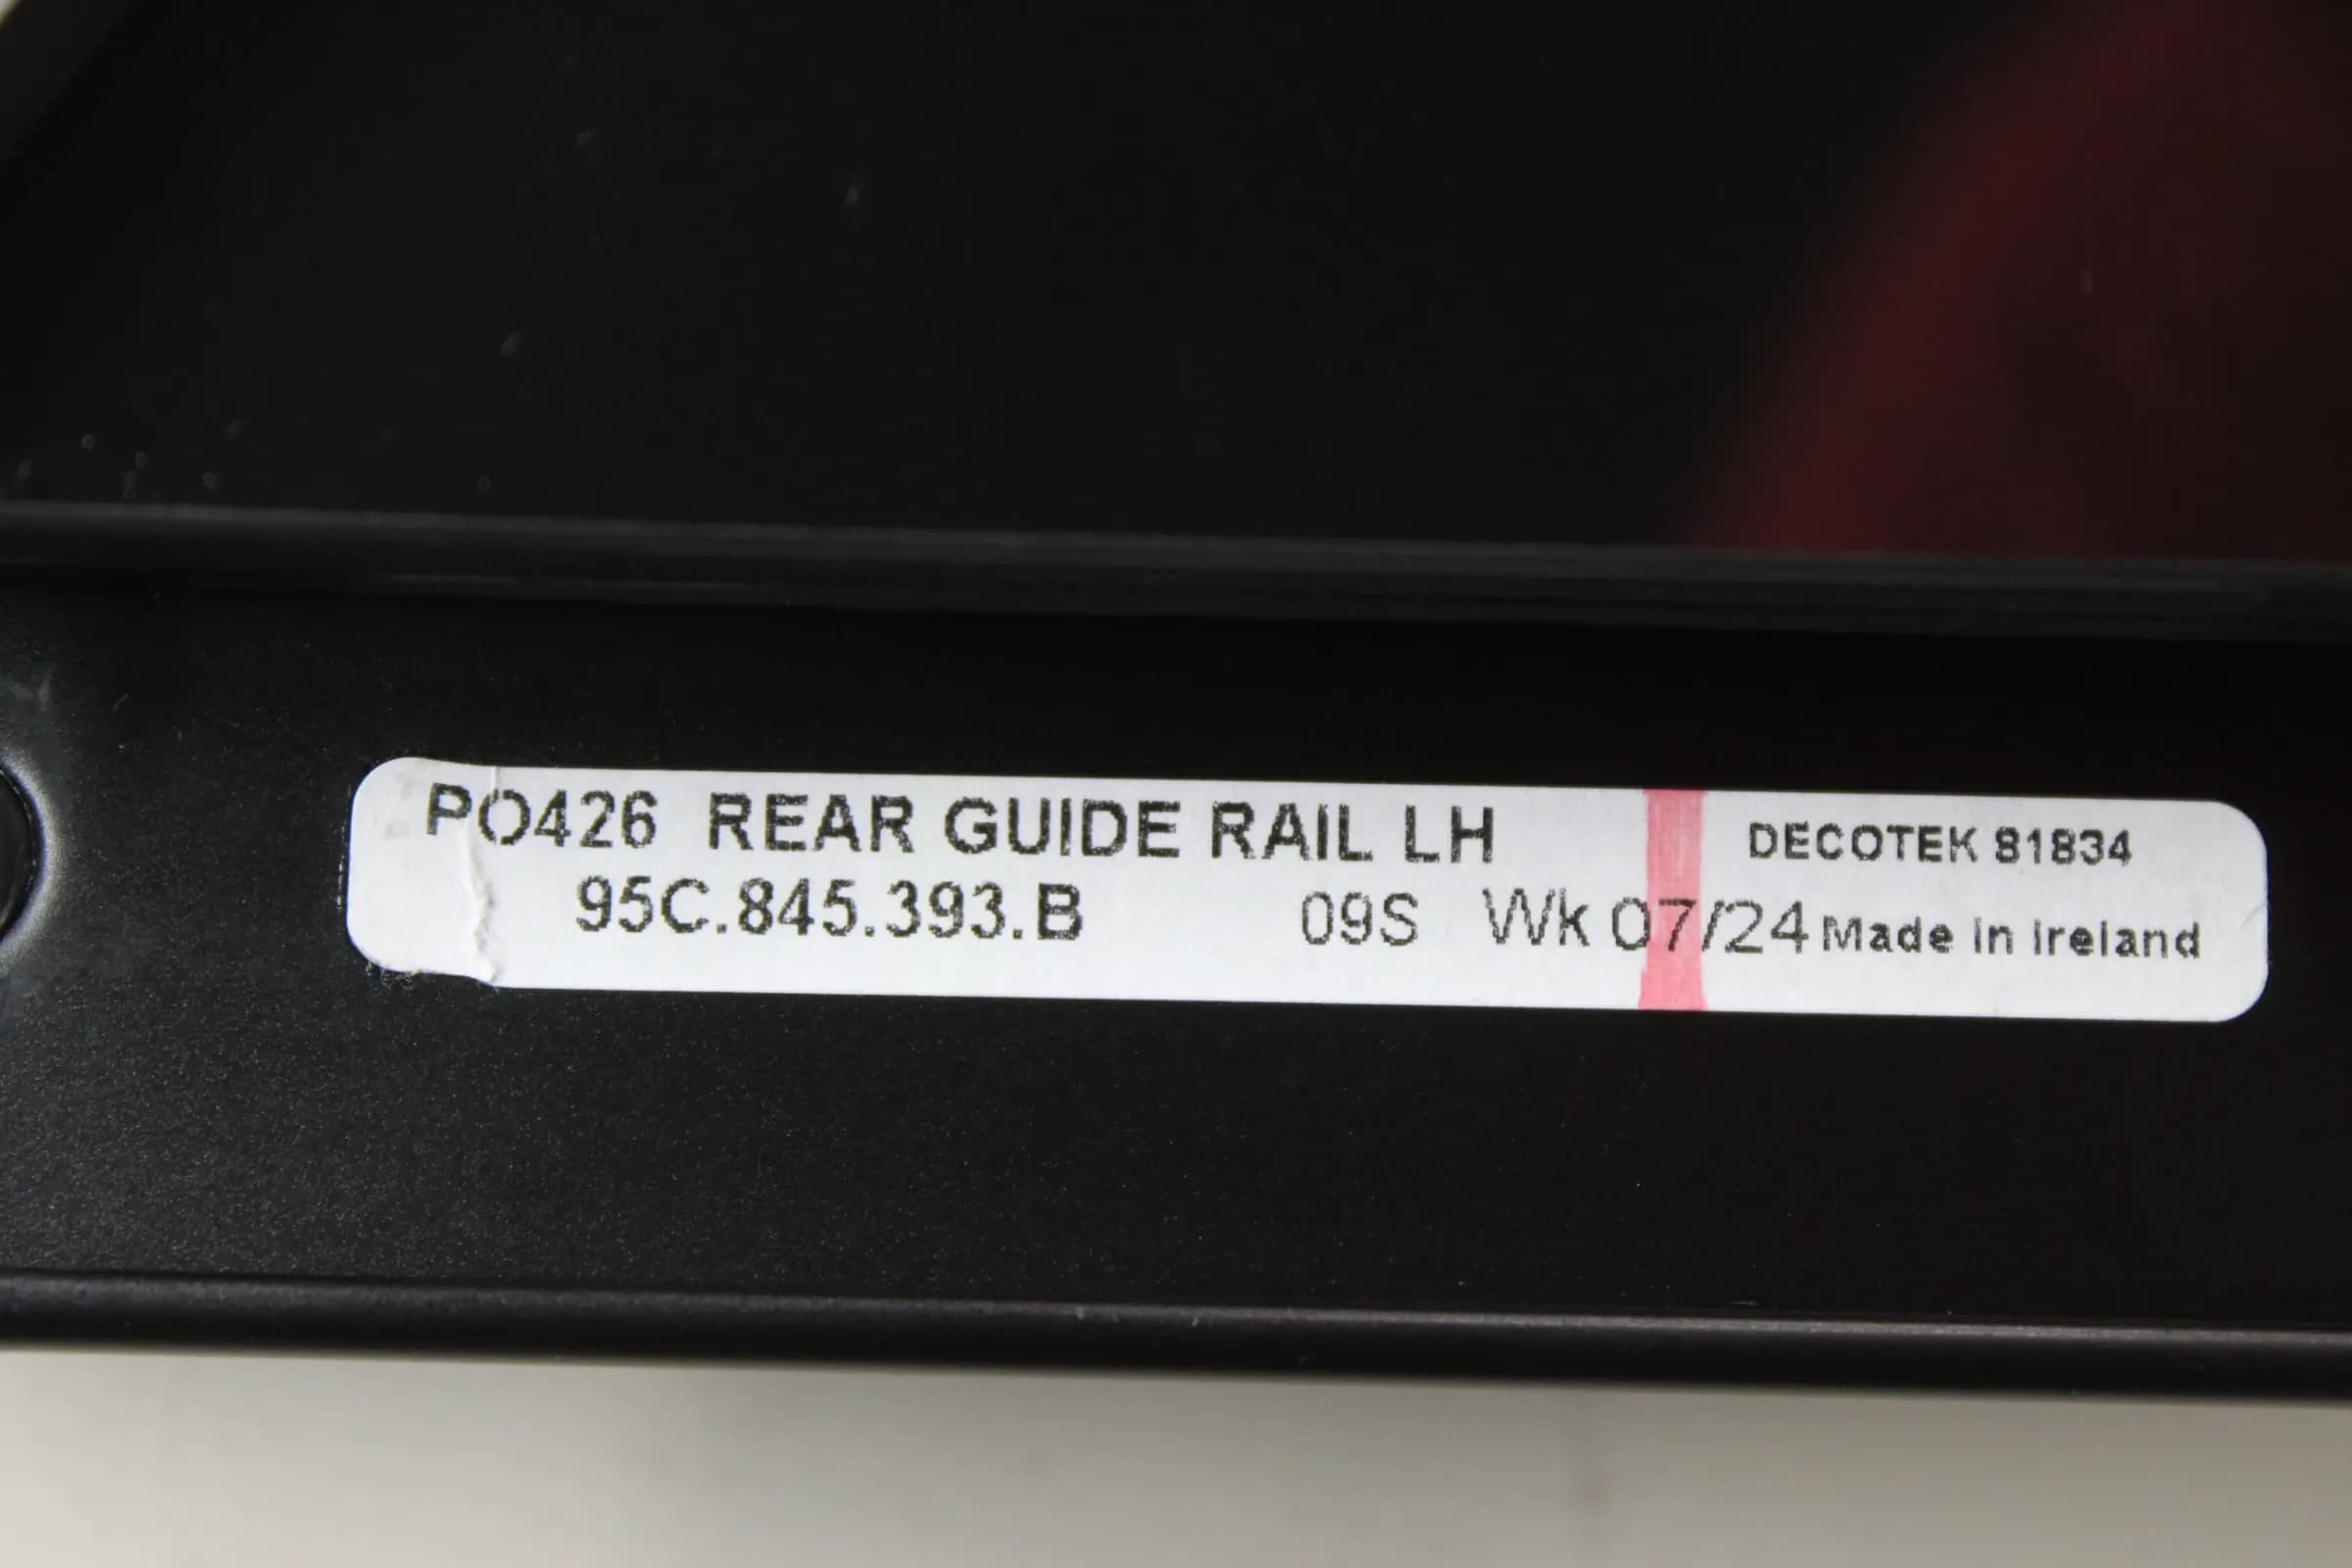 PO426 REAR GUIDE RAIL LH DECOTEK 81834
95C.845.393.B 09S Wk 07/24 Made in Ireland